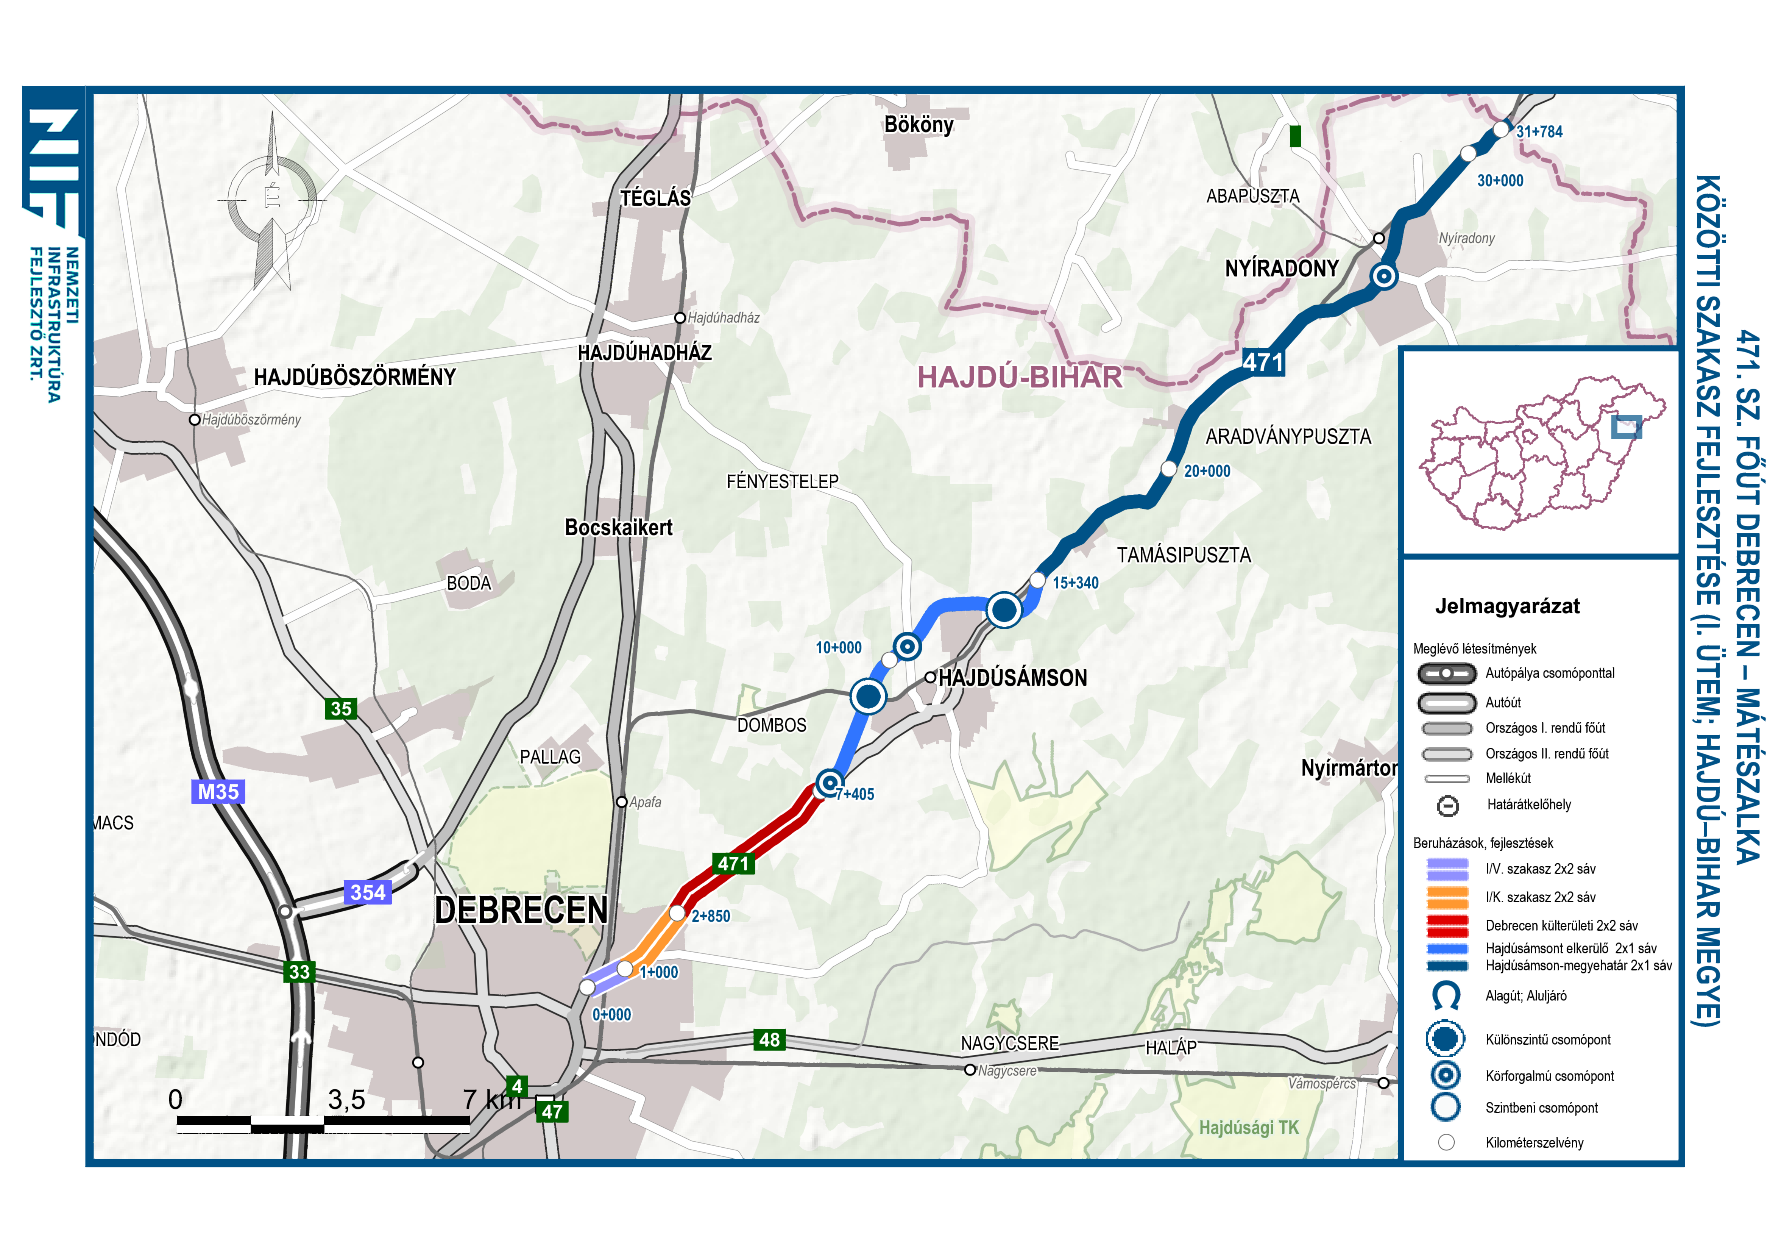 NIF
NEMZETI
INFRASTRUKTÚRA
FEJLESZTŐ ZRT.
471. SZ. FŐÚT DEBRECEN – MÁTÉSZALKA
KÖZÖTTI SZAKASZ FEJLESZTÉSE (I. ÜTEM; HAJDÚ–BIHAR MEGYE)
É
Bököny
31+784
30+000
ABAPUSZTA
TÉGLÁS
Nyíradony
NYÍRADONY
Hajdúhadház
HAJDÚHADHÁZ
471
HAJDÚBÖSZÖRMÉNY
HAJDÚ-BIHAR
Hajdúböszörmény
ARADVÁNYPUSZTA
20+000
FÉNYESTELEP
Bocskaikert
TAMÁSIPUSZTA
BODA
15+340
10+000
HAJDÚSÁMSON
35
DOMBOS
PALLAG
Nyírmárton
M35
7+405
Apafa
MACS
471
354
DEBRECEN
2+850
33
1+000
0+000
48
ONDÓD
NAGYCSERE
HALÁP
Nagycsere
Vámospércs
4
47
0 3,5 7 km
Hajdúsági TK
Jelmagyarázat
Meglévő létesítmények
Autópálya csomóponttal
Autóút
Országos I. rendű főút
Országos II. rendű főút
Mellékút
Határátkelőhely
Beruházások, fejlesztések
I/V. szakasz 2x2 sáv
I/K. szakasz 2x2 sáv
Debrecen külterületi 2x2 sáv
Hajdúsámsont elkerülő 2x1 sáv
Hajdúsámson-megyehatár 2x1 sáv
Alagút; Aluljáró
Különszintű csomópont
Körforgalmú csomópont
Szintbeni csomópont
Kilométerszelvény